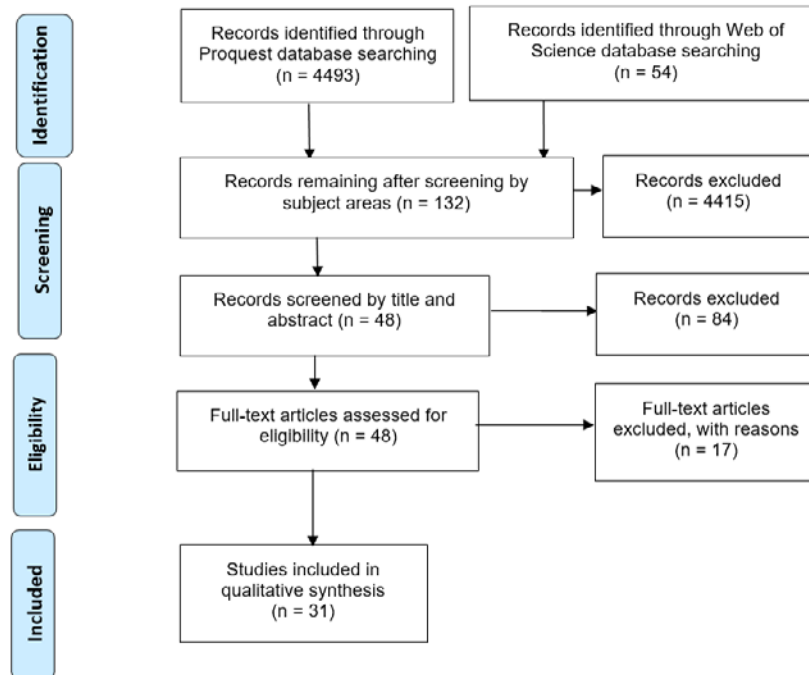 Identification
Records identified through
Proquest database searching
(n = 4493)
Records identified through Web of
Science database searching
(n = 54)
Screening
Records remaining after screening by
subject areas (n = 132)
Records excluded
(n = 4415)
Records screened by title and
abstract (n = 48)
Records excluded
(n = 84)
Eligibility
Full-text articles assessed for
eligibility (n = 48)
Full-text articles
excluded, with reasons
(n = 17)
Included
Studies included in
qualitative synthesis
(n = 31)